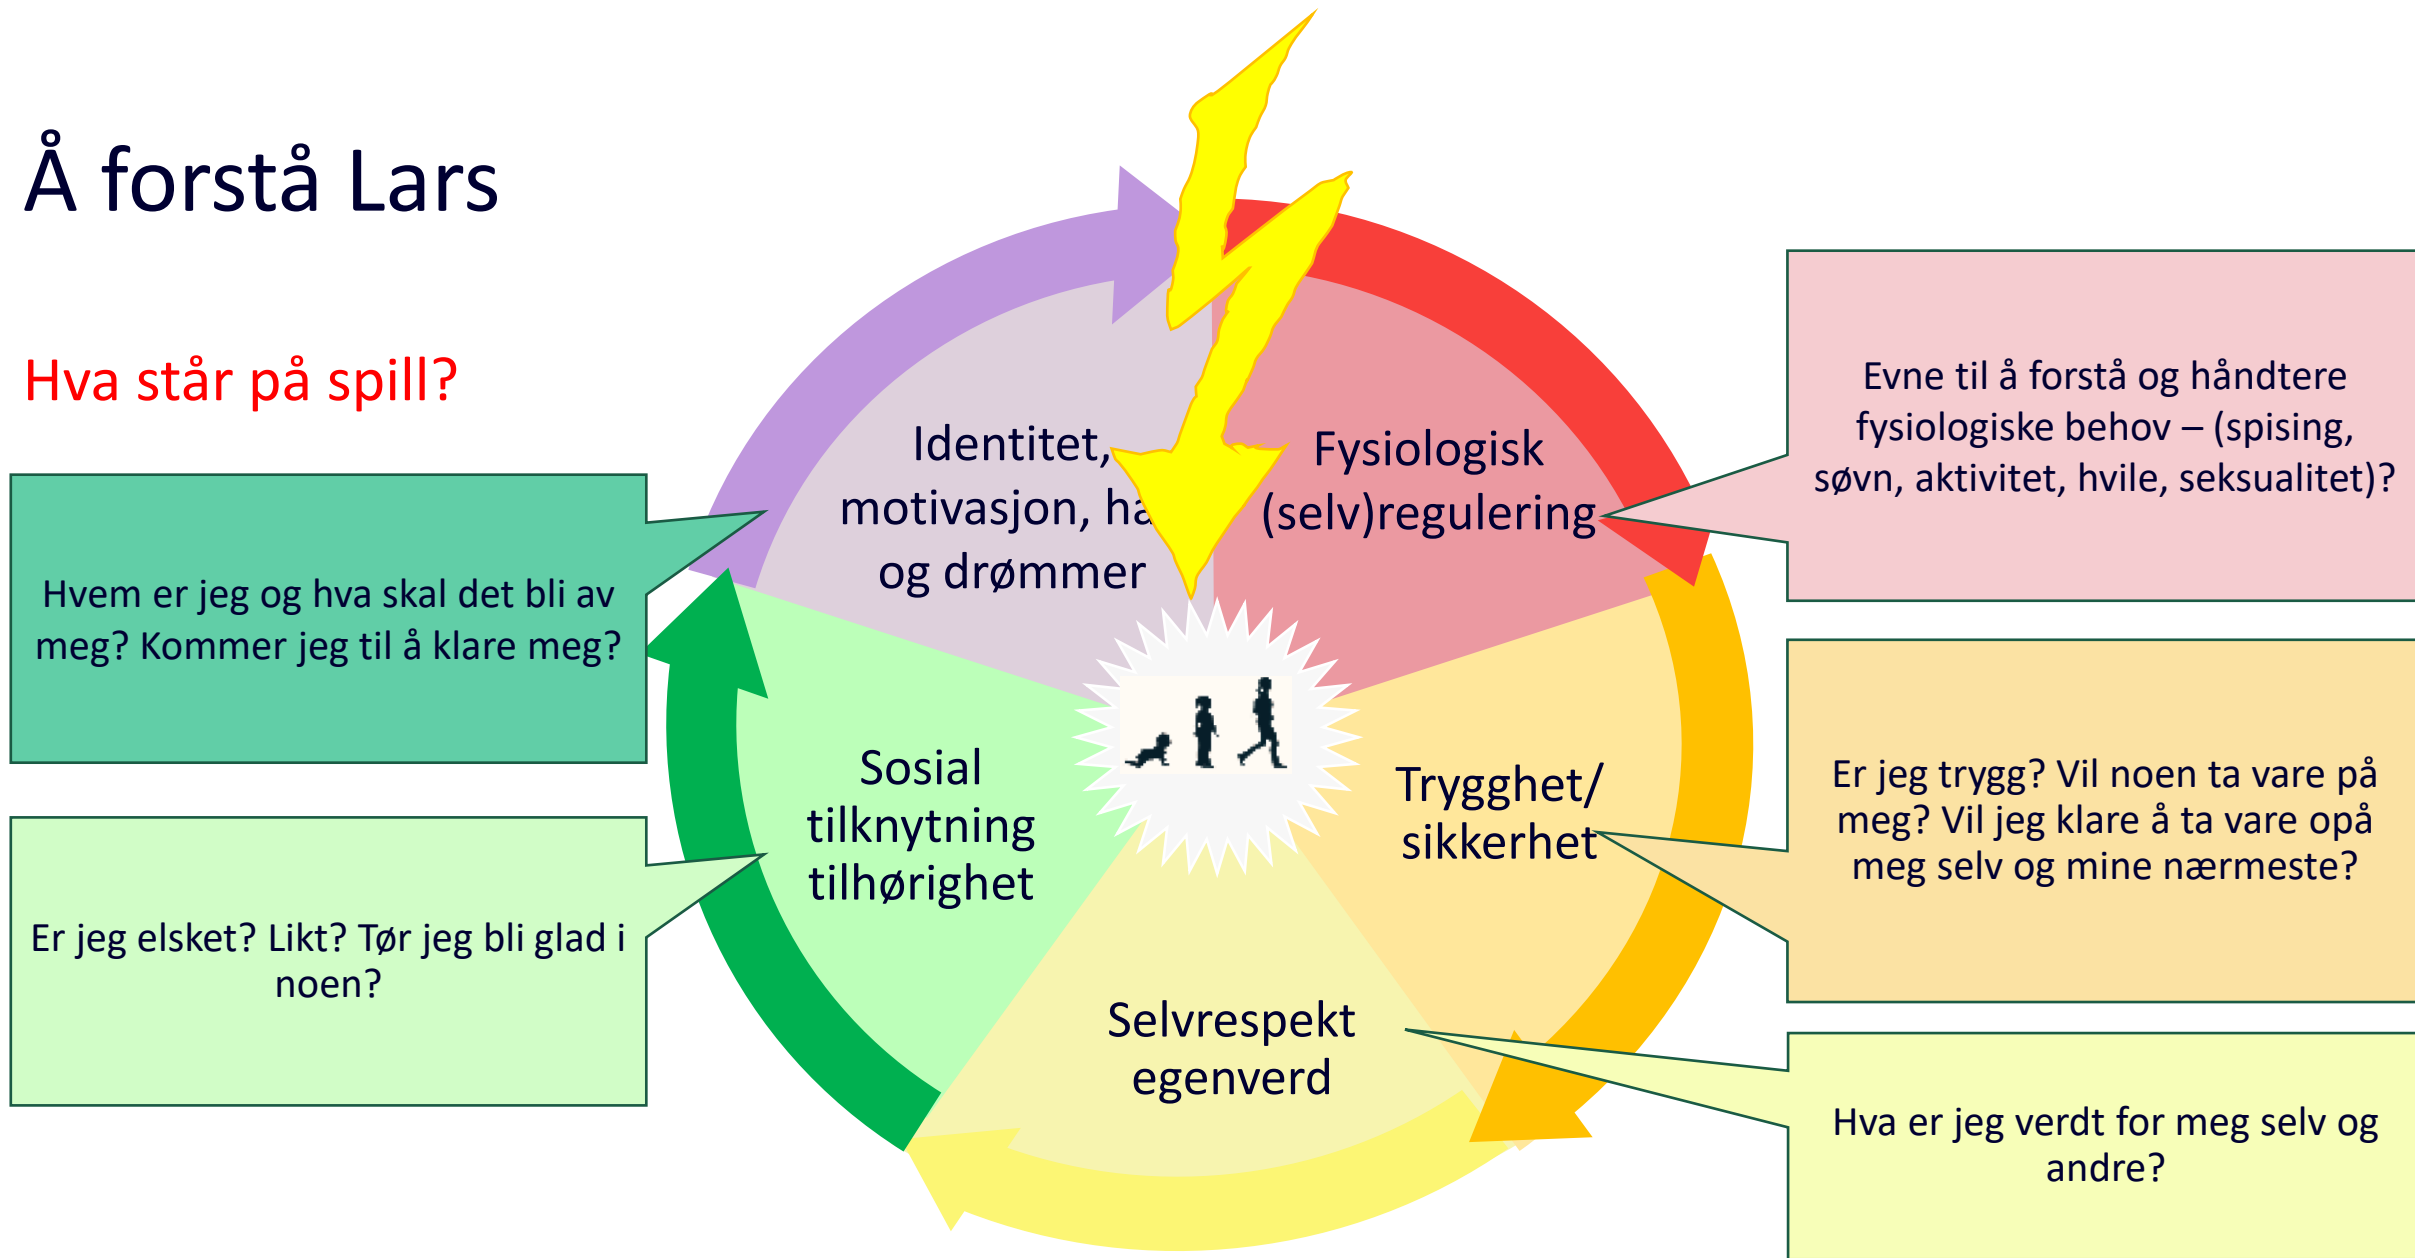 Å forstå Lars
Hva står på spill?
Hvem er jeg og hva skal det bli av
meg? Kommer jeg til å klare meg?
Er jeg elsket? Likt? Tør jeg bli glad i
noen?
Identitet,
motivasjon,
og drømmer
Fysiologisk
(selv)regulering
Sosial
tilknytning
tilhørighet
Trygghet/
sikkerhet
Selvrespekt
egenverd
Evne til å forstå og håndtere
fysiologiske behov – (spising,
søvn, aktivitet, hvile, seksualitet)?
Er jeg trygg? Vil noen ta vare på
meg? Vil jeg klare å ta vare opå
meg selv og mine nærmeste?
Hva er jeg verdt for meg selv og
andre?